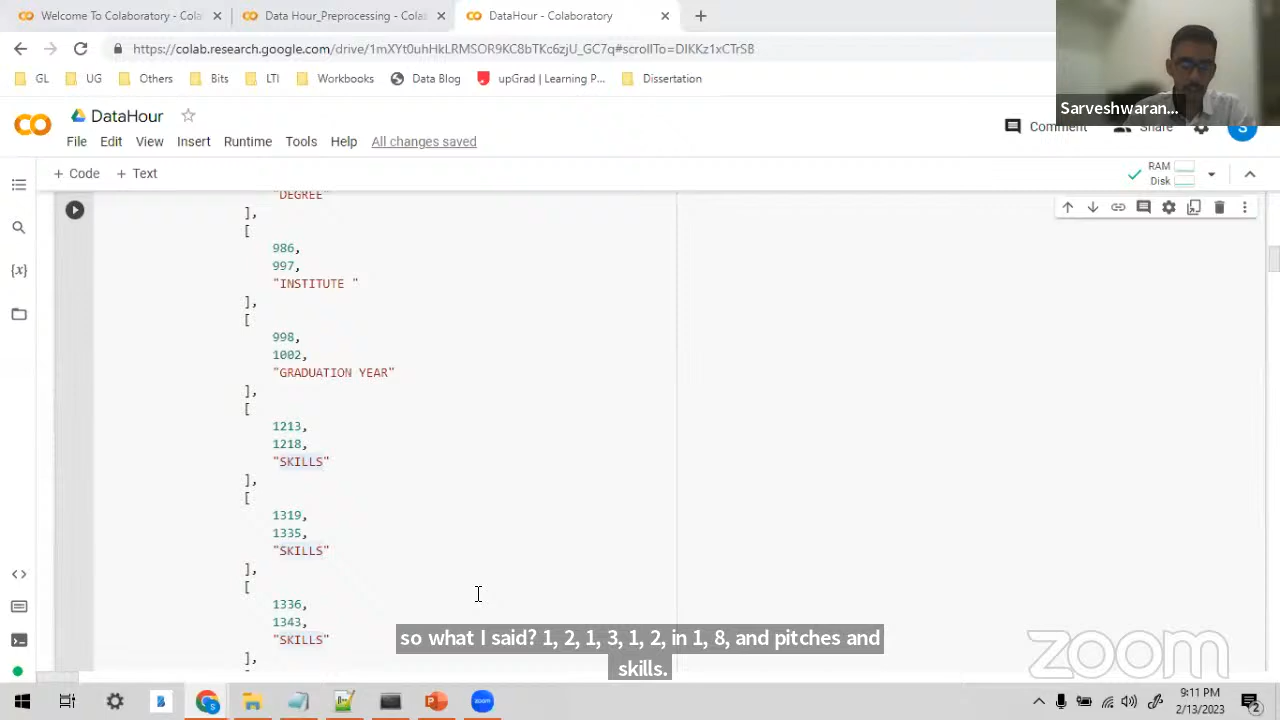 Welcome To Colaboratory - Colab
Data Hour_Preprocessing - Colab
DataHour - Colaboratory
https://colab.research.google.com/drive/1mXYt0uhHkLRMSOR9KC8bTKc6zjU_GC7q#scrollTo=DIKKz1xCTrSB
GL
UG
Others
Bits
LTI
Workbooks
Data Blog
upGrad | Learning P...
Dissertation
Sarveshwaran...
DataHour
File Edit View Insert Runtime Tools Help All changes saved
Comment
Share
S
+ Code + Text
RAM
Disk
"DEGREE"
],
[
986,
997,
"INSTITUTE "
],
[
998,
1002,
"GRADUATION YEAR"
],
[
1213,
1218,
"SKILLS"
],
[
1319,
1335,
"SKILLS"
],
[
1336,
1343,
"SKILLS"
],
so what I said? 1, 2, 1, 3, 1, 2, in 1, 8, and pitches and
skills.
zoom
9:11 PM
2/13/2023